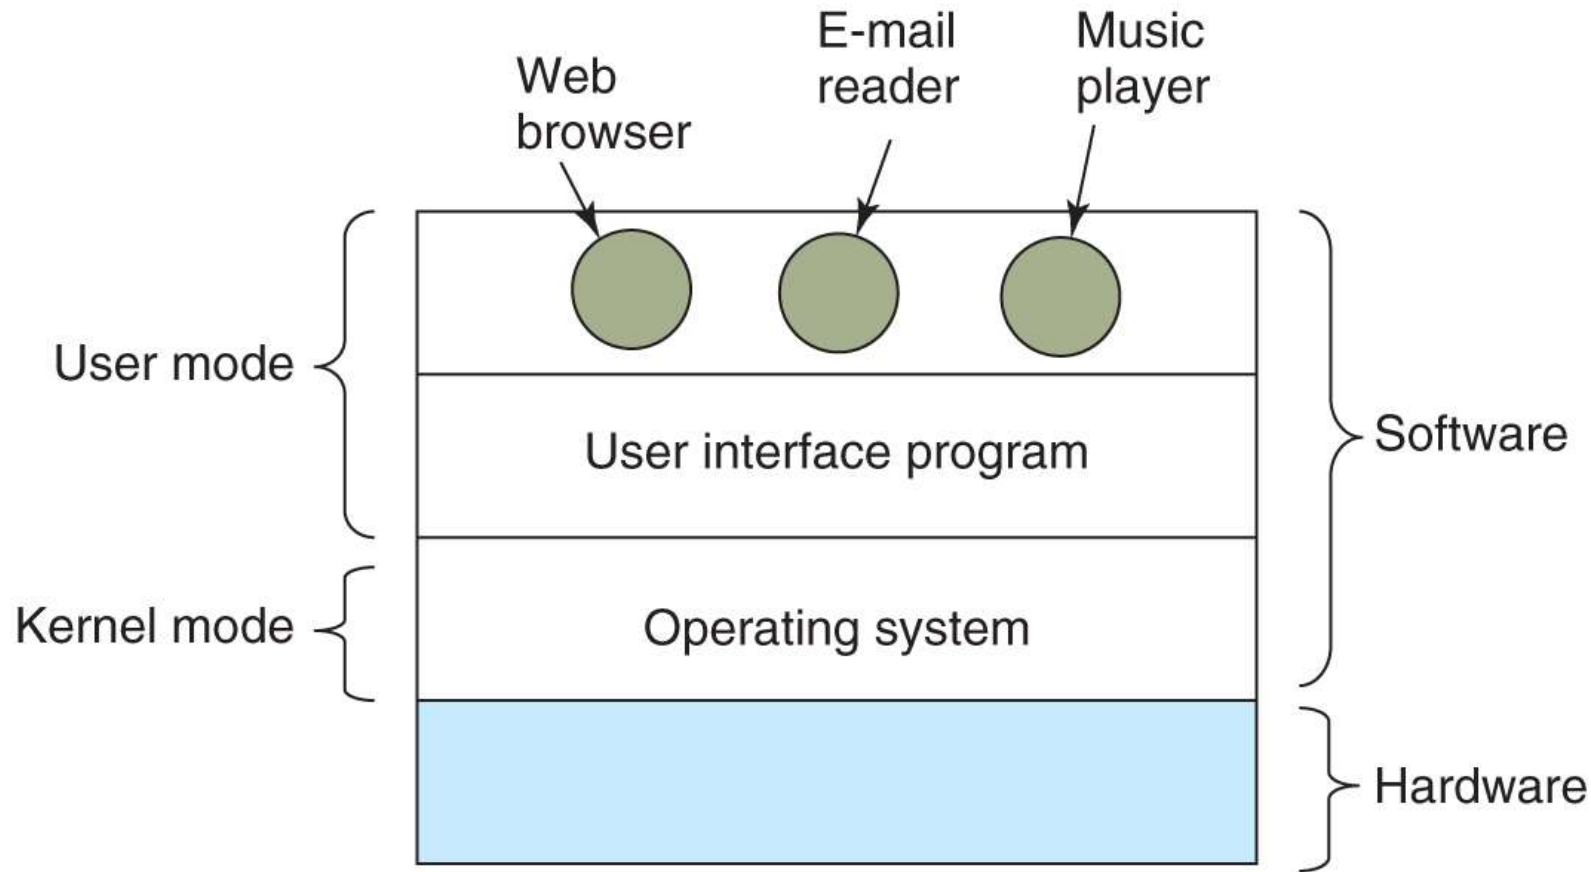 Web
browser
E-mail
reader
Music
player
User mode
User interface program
Software
Kernel mode
Operating system
Hardware